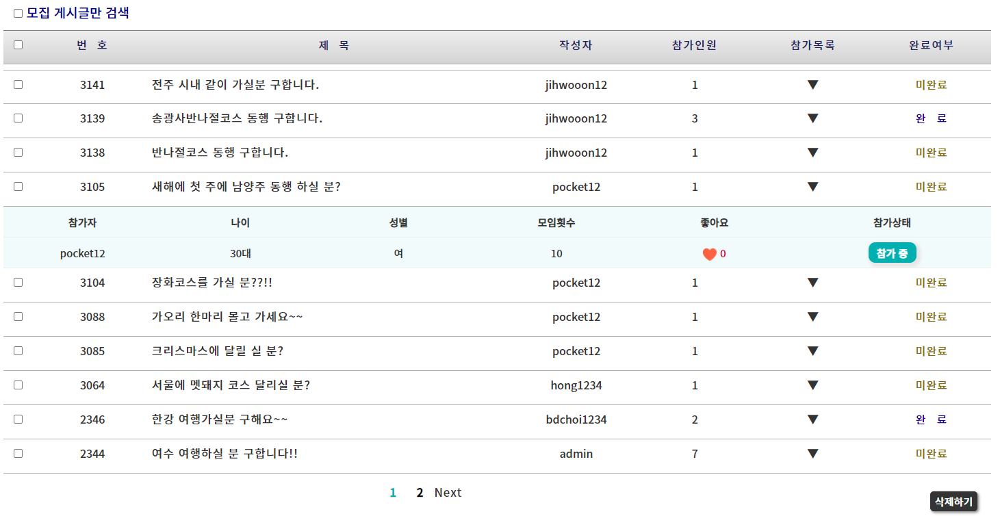 모집 게시글만 검색
번 호 제 목 작성자 참가인원 참가목록 완료여부
3141 전주 시내 같이 가실분 구합니다. jihwooon12 1 ▼ 미완료
3139 송광사반나절코스 동행 구합니다. jihwooon12 3 ▼ 완 료
3138 반나절코스 동행 구합니다. jihwooon12 1 ▼ 미완료
3105 새해에 첫 주에 남양주 동행 하실 분? pocket12 1 ▼ 미완료
참가자 나이 성별 모임횟수 좋아요 참가상태
pocket12 30대 여 10 0 참가 중
3104 장화코스를 가실 분??!! pocket12 1 ▼ 미완료
3088 가오리 한마리 몰고 가세요~~ pocket12 1 ▼ 미완료
3085 크리스마스에 달릴 실 분? pocket12 1 ▼ 미완료
3064 서울에 멧돼지 코스 달리실 분? hong1234 1 ▼ 미완료
2346 한강 여행가실분 구해요~~ bdchoi1234 2 ▼ 완 료
2344 여수 여행하실 분 구합니다!! admin 7 ▼ 미완료
1 2 Next
삭제하기